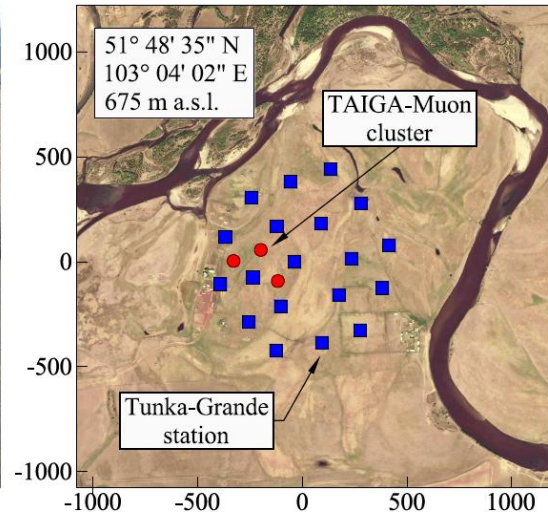 1000
500
0
-500
-1000
51° 48' 35" N
103° 04' 02" E
675 m a.s.l.
TAIGA-Muon
cluster
Tunka-Grande
station
-1000
-500
0
500
1000